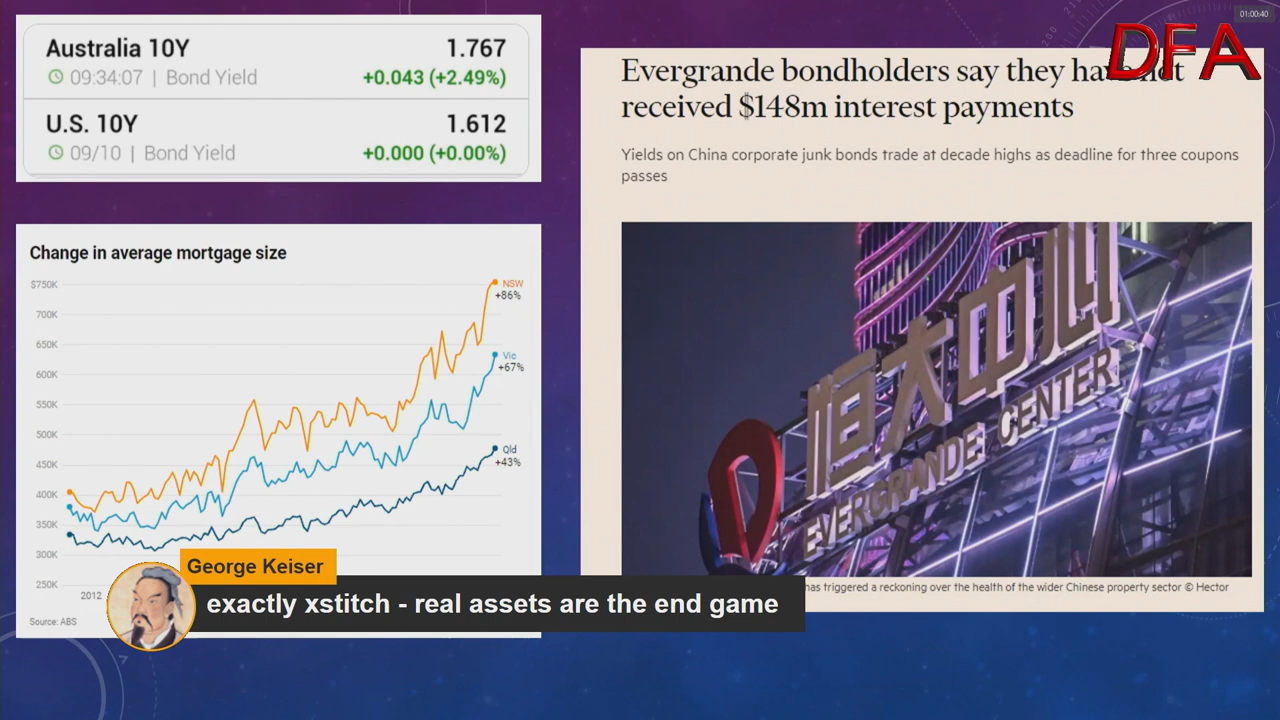 01:00:40
DFA
Australia 10Y 1.767
09:34:07 | Bond Yield +0.043 (+2.49%)
U.S. 10Y 1.612
09/10 | Bond Yield +0.000 (+0.00%)
Evergrande bondholders say they have not
received $148m interest payments
Yields on China corporate junk bonds trade at decade highs as deadline for three coupons
passes
恒大中心
EVERGRANDE CENTER
has triggered a reckoning over the health of the wider Chinese property sector © Hector
Change in average mortgage size
$750K
700K
650K
600K
550K
500K
450K
400K
350K
300K
250K
NSW
+86%
Vic
+67%
Qld
+43%
2012
Source: ABS
George Keiser
exactly xstitch - real assets are the end game